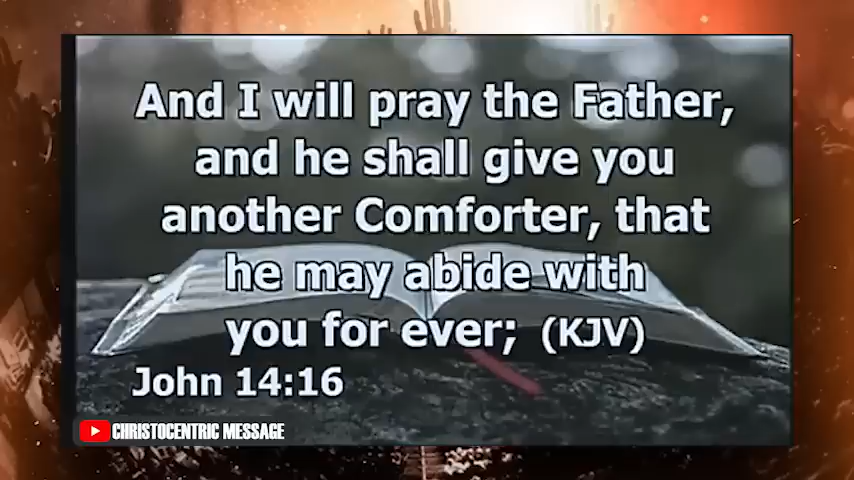 And I will pray the Father,
and he shall give you
another Comforter, that
he may abide with
you for ever; (KJV)
John 14:16
CHRISTOCENTRIC MESSAGE